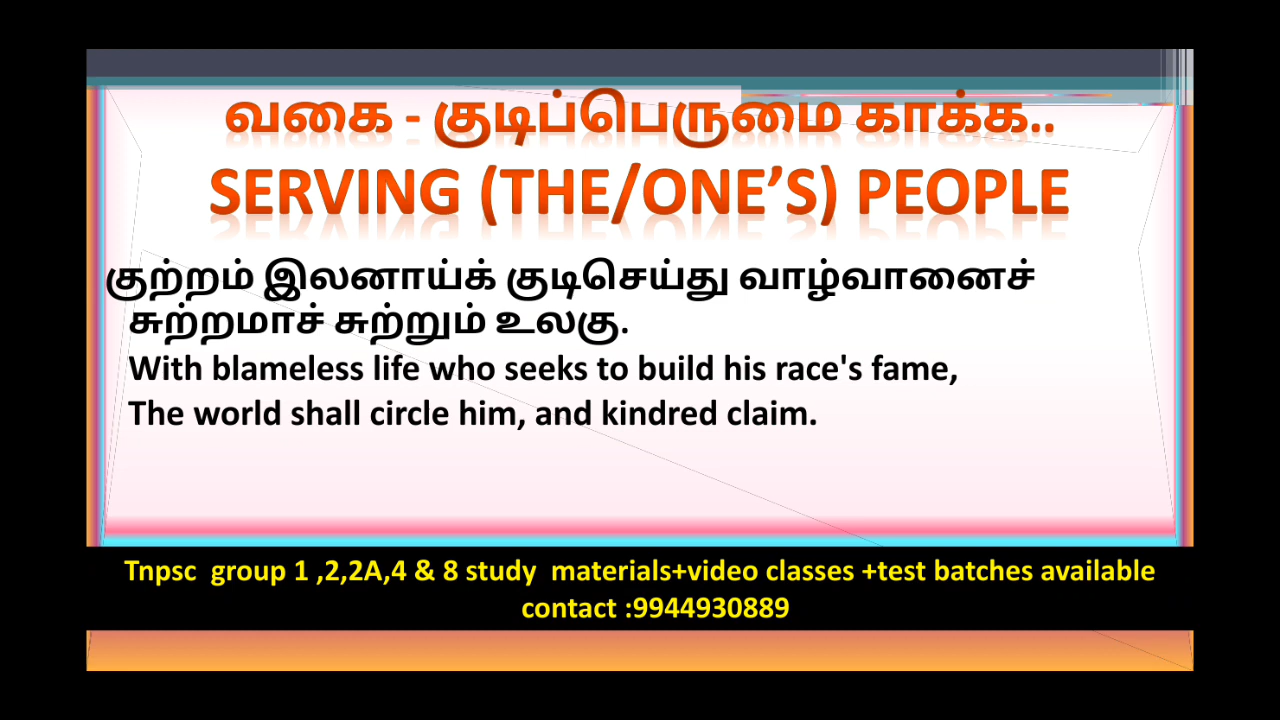 வகை - குடிப்பெருமை காக்க..
SERVING (THE/ONE’S) PEOPLE
குற்றம் இலனாய்க் குடிசெய்து வாழ்வானைச்
சுற்றமாச் சுற்றும் உலகு.
With blameless life who seeks to build his race's fame,
The world shall circle him, and kindred claim.
Tnpsc group 1 ,2,2A,4 & 8 study materials+video classes +test batches available
contact :9944930889